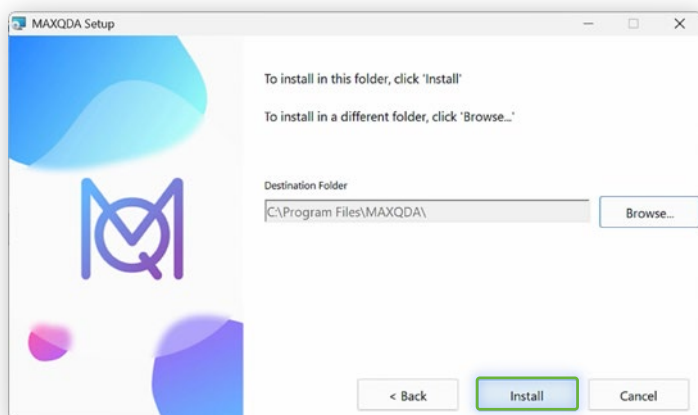 MAXQDA Setup
To install in this folder, click 'Install'
To install in a different folder, click 'Browse...'
Destination Folder
C:\Program Files\MAXQDA\
Browse...
< Back
Install
Cancel